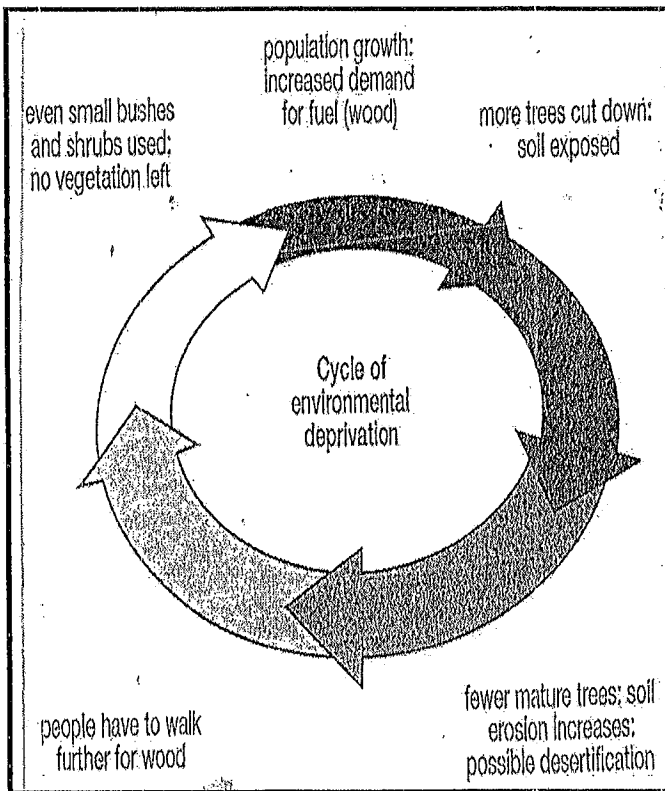 population growth:
increased demand
for fuel (wood)
more trees cut down:
soil exposed
fewer mature trees; soil
erosion increases:
possible desertification
people have to walk
further for wood
even small bushes
and shrubs used:
no vegetation left
Cycle of
environmental
deprivation